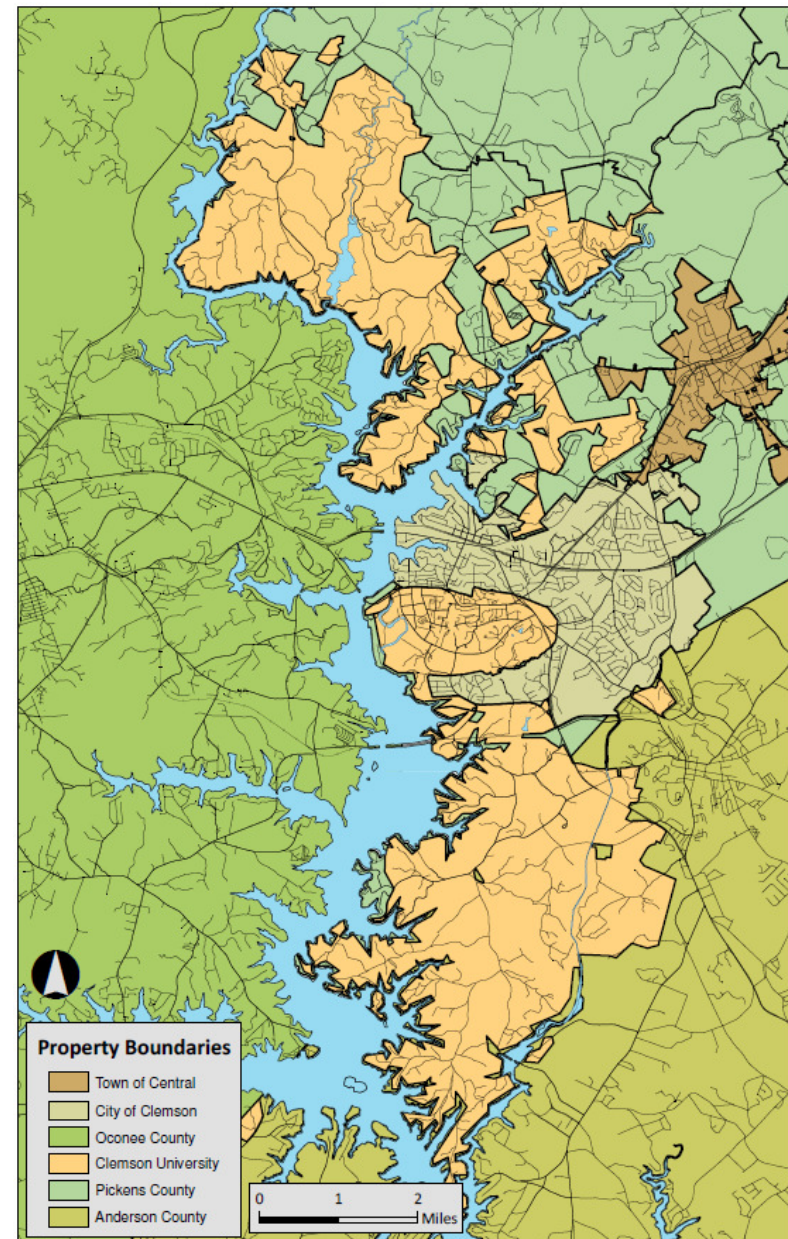 Property Boundaries
Town of Central
City of Clemson
Oconee County
Clemson University
Pickens County
Anderson County
0 1 2
Miles